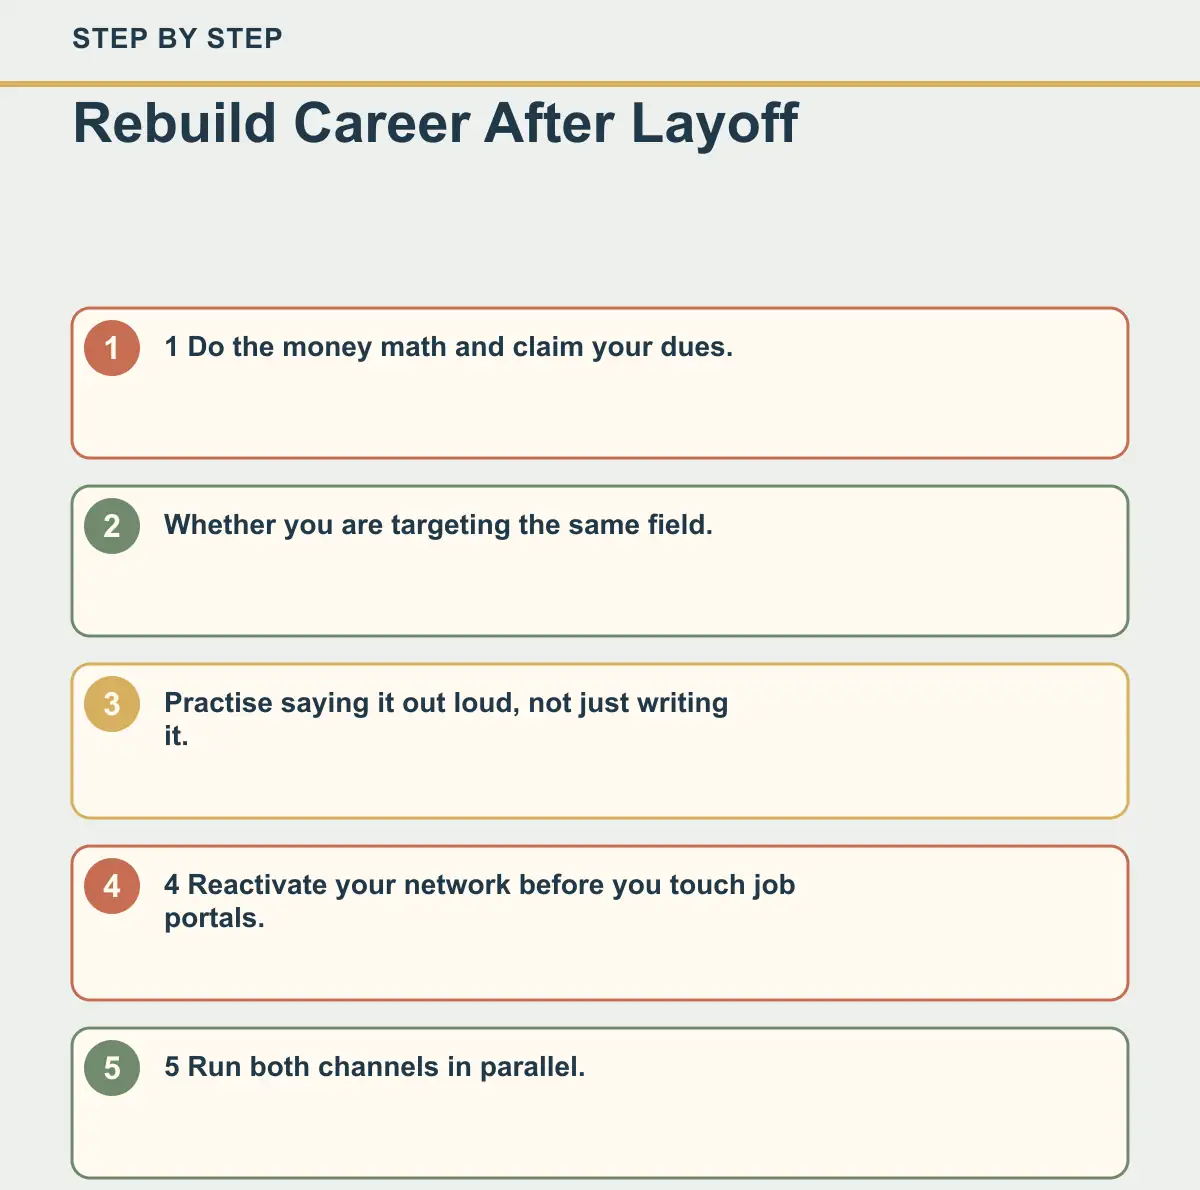 STEP BY STEP
Rebuild Career After Layoff
1
1 Do the money math and claim your dues.
2
Whether you are targeting the same field.
3
Practise saying it out loud, not just writing
it.
4
4 Reactivate your network before you touch job
portals.
5
5 Run both channels in parallel.